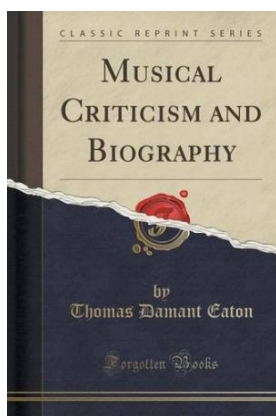 CLASSIC REPRINT SERIES
MUSICAL
CRITICISM AND
BIOGRAPHY
by
Thomas Damant Eaton
Forgotten Books